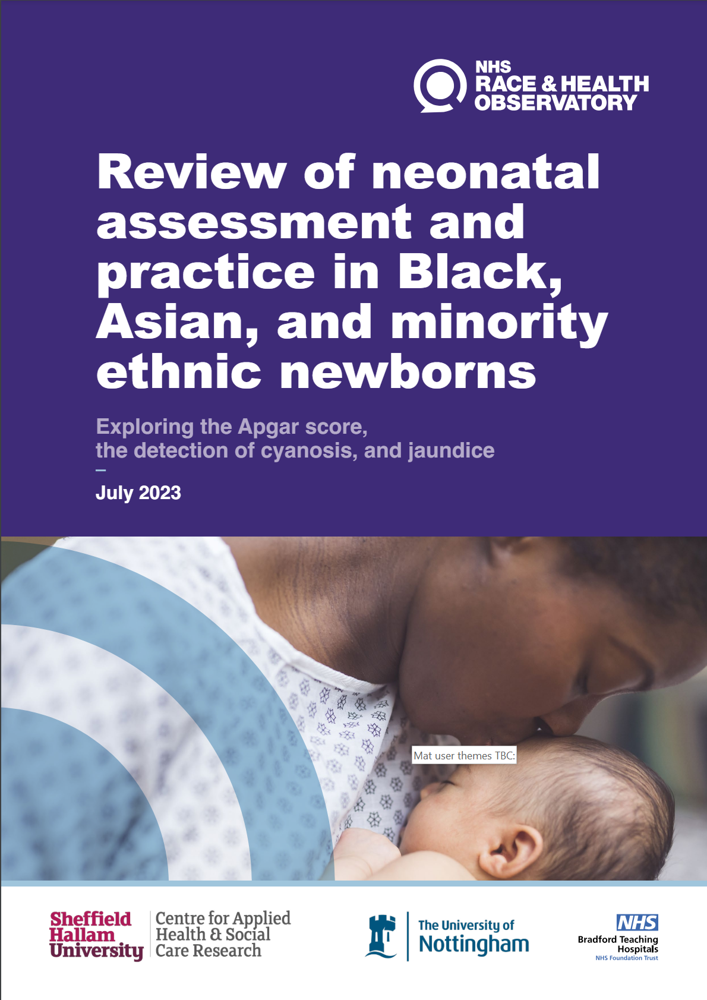 NHS
RACE & HEALTH
OBSERVATORY
Review of neonatal
assessment and
practice in Black,
Asian, and minority
ethnic newborns
Exploring the Apgar score,
the detection of cyanosis, and jaundice
July 2023
Mat user themes TBC:
Sheffield
Hallam
University
Centre for Applied
Health & Social
Care Research
The University of
Nottingham
NHS
Bradford Teaching
Hospitals
NHS Foundation Trust